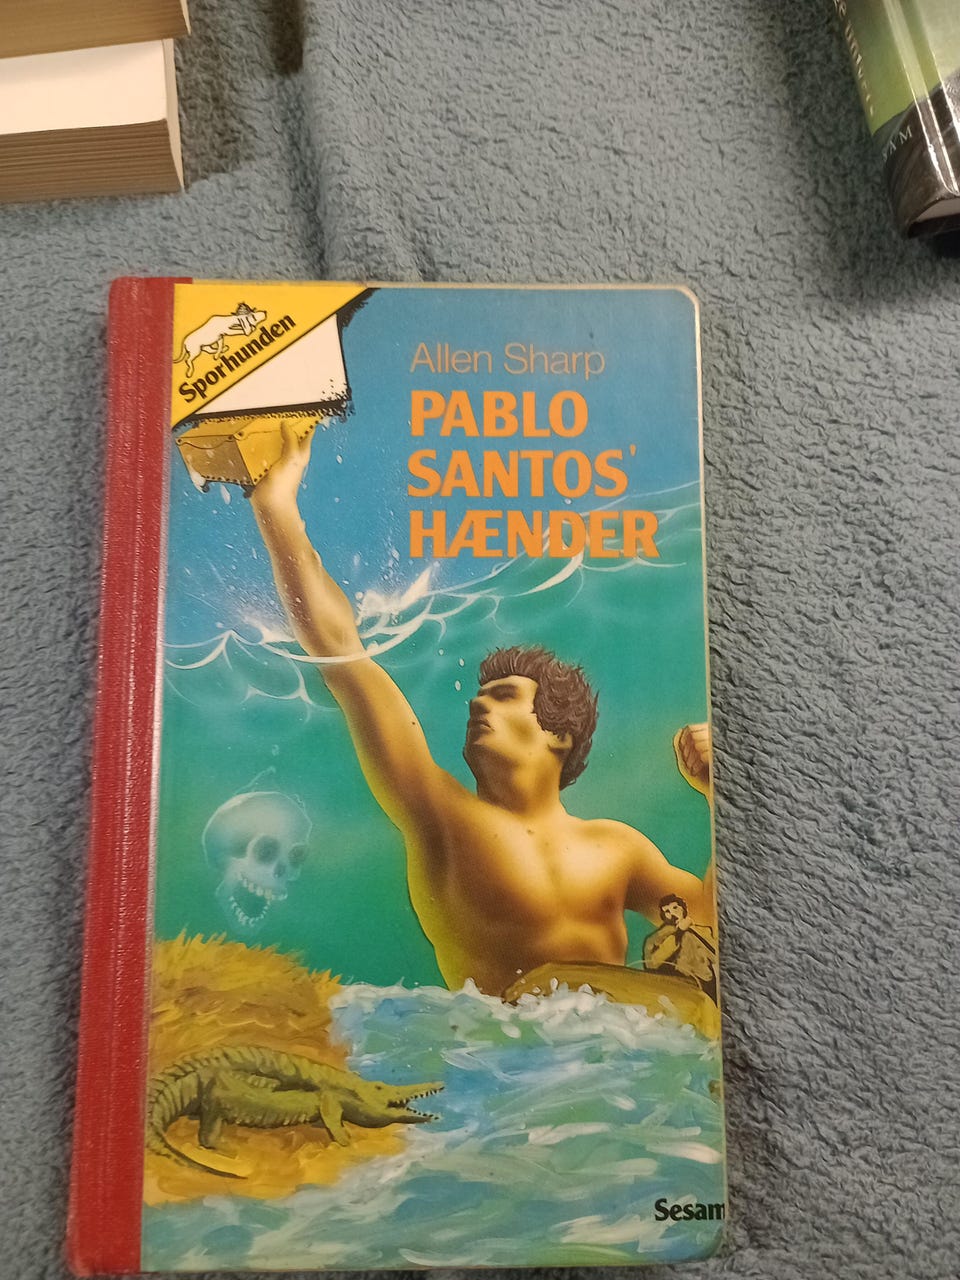 Sporhunden
Allen Sharp
PABLO
SANTOS'
HÆNDER
Sesam